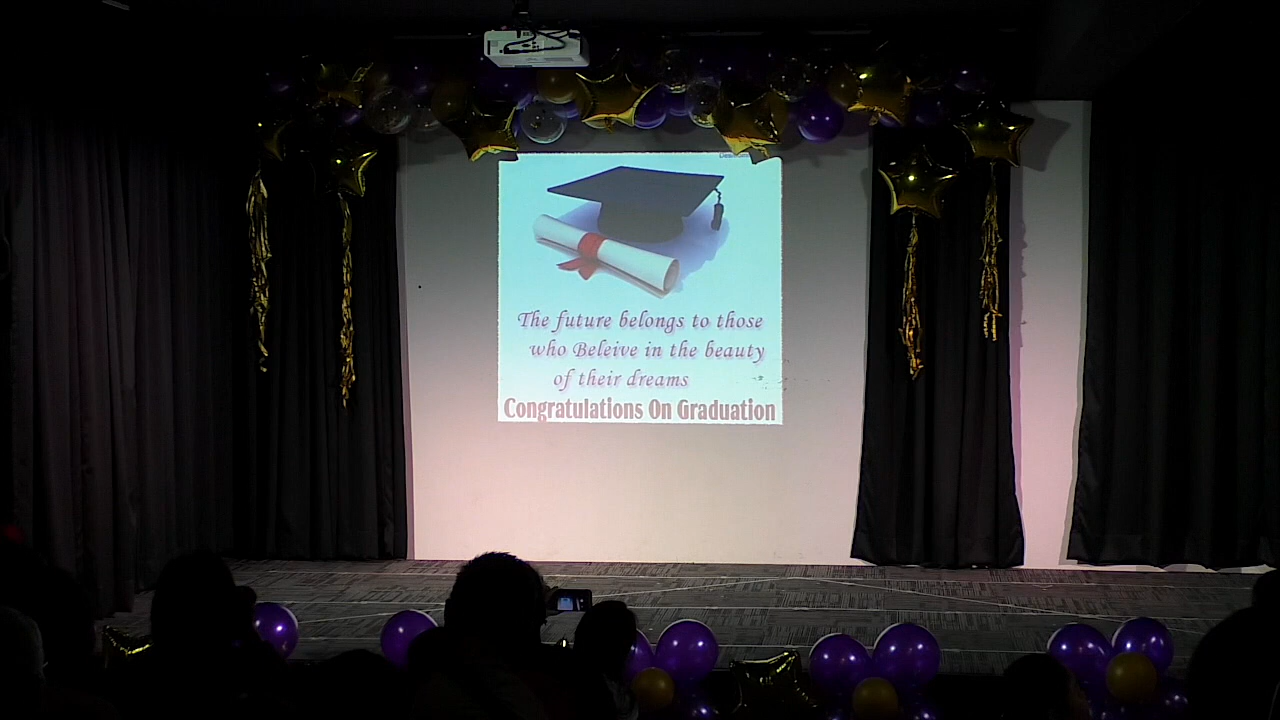 The future belongs to those
who Beleive in the beauty
of their dreams
Congratulations On Graduation